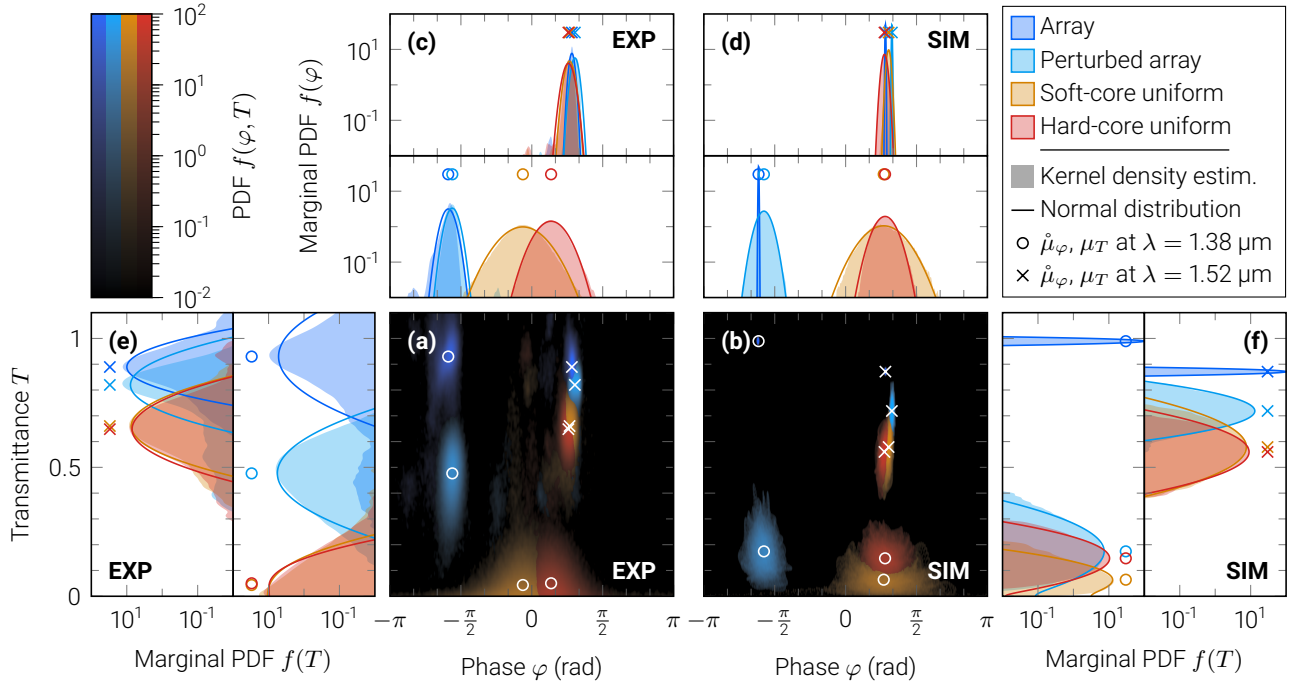 10²
10¹
10⁰
10⁻¹
10⁻²
PDF f(φ, T)
Marginal PDF f(φ)
10¹
10⁻¹
10¹
10⁻¹
(c) EXP
(d) SIM
Array
Perturbed array
Soft-core uniform
Hard-core uniform
Kernel density estim.
Normal distribution
μ̊φ, μT at λ = 1.38 µm
μ̊φ, μT at λ = 1.52 µm
Transmittance T
1
0.5
0
(e)
EXP
(a)
EXP
(b)
SIM
(f)
SIM
10¹ 10⁻¹ 10¹ 10⁻¹
−π −π/2 0 π/2 π
−π −π/2 0 π/2 π
10⁻¹ 10¹ 10⁻¹ 10¹
Marginal PDF f(T)
Phase φ (rad)
Phase φ (rad)
Marginal PDF f(T)